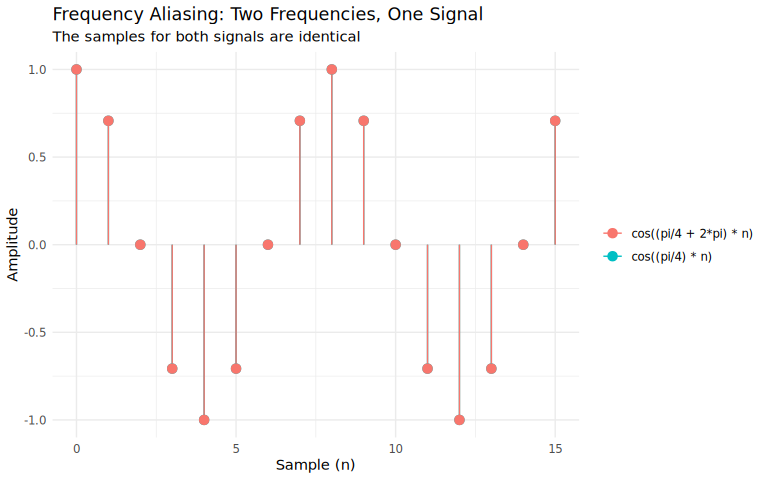 Frequency Aliasing: Two Frequencies, One Signal
The samples for both signals are identical
1.0
0.5
0.0
-0.5
-1.0
Amplitude
0 5 10 15
Sample (n)
cos((pi/4 + 2*pi) * n)
cos((pi/4) * n)